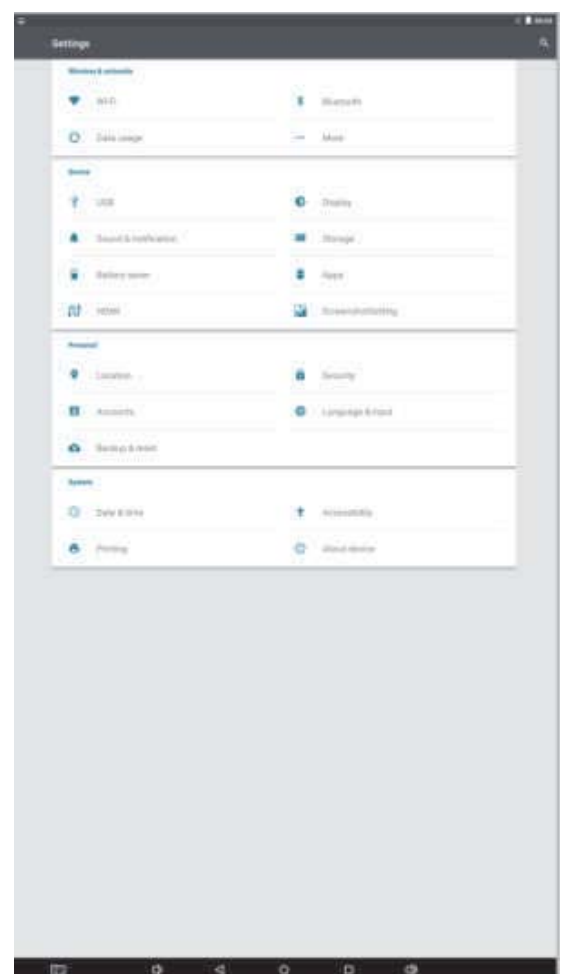 Settings
Wireless & networks
Wi-Fi
Bluetooth
Data usage
More
Device
USB
Display
Sound & notification
Storage
Battery saver
Apps
HDMI
ScreenshotSetting
Personal
Location
Security
Accounts
Language & input
Backup & reset
System
Date & time
Accessibility
Printing
About device